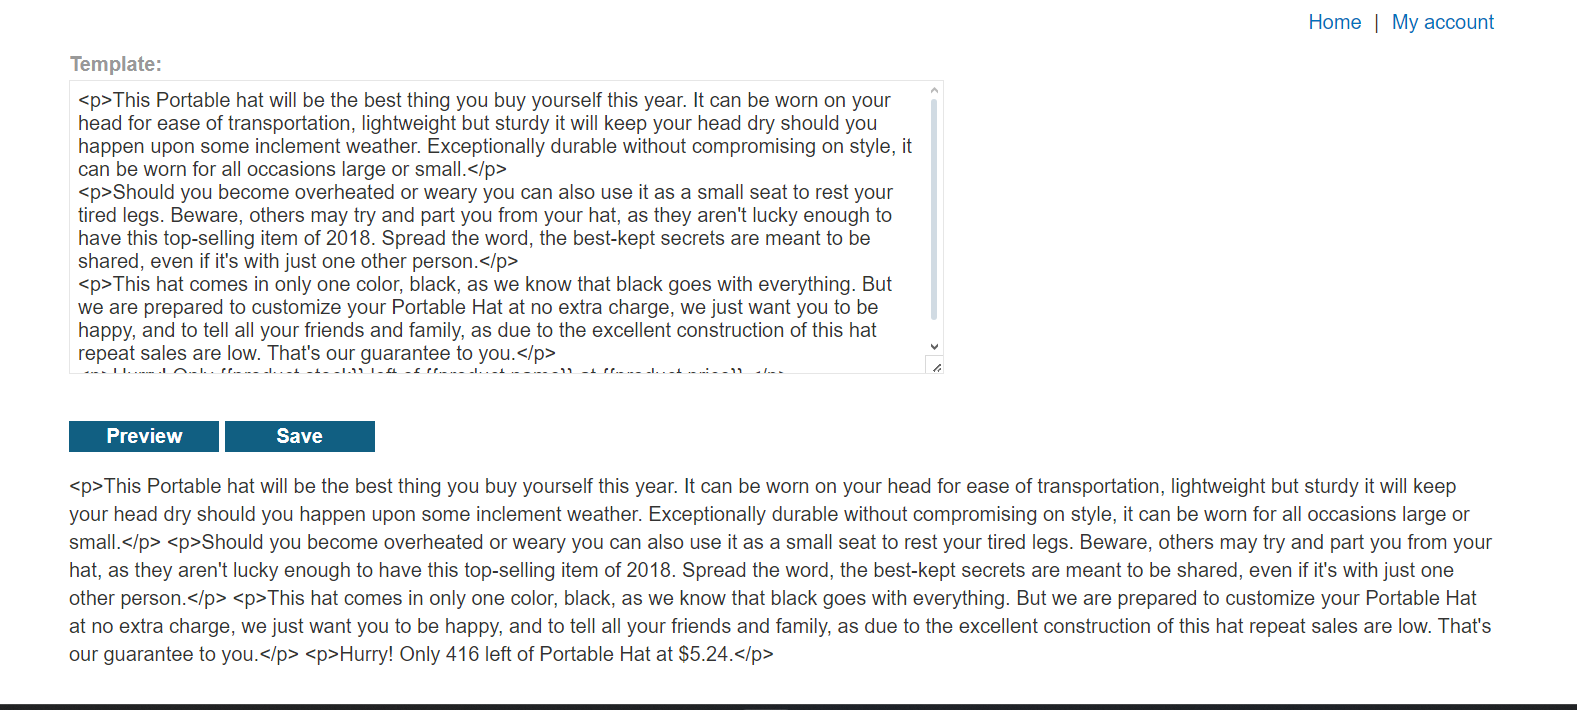 Home | My account
Template:
<p>This Portable hat will be the best thing you buy yourself this year. It can be worn on your
head for ease of transportation, lightweight but sturdy it will keep your head dry should you
happen upon some inclement weather. Exceptionally durable without compromising on style, it
can be worn for all occasions large or small.</p>
<p>Should you become overheated or weary you can also use it as a small seat to rest your
tired legs. Beware, others may try and part you from your hat, as they aren't lucky enough to
have this top-selling item of 2018. Spread the word, the best-kept secrets are meant to be
shared, even if it's with just one other person.</p>
<p>This hat comes in only one color, black, as we know that black goes with everything. But
we are prepared to customize your Portable Hat at no extra charge, we just want you to be
happy, and to tell all your friends and family, as due to the excellent construction of this hat
repeat sales are low. That's our guarantee to you.</p>
<p>Hurry! Only {{product.stock}} left of {{product.name}} at {{product.price}}.</p>
Preview Save
<p>This Portable hat will be the best thing you buy yourself this year. It can be worn on your head for ease of transportation, lightweight but sturdy it will keep
your head dry should you happen upon some inclement weather. Exceptionally durable without compromising on style, it can be worn for all occasions large or
small.</p> <p>Should you become overheated or weary you can also use it as a small seat to rest your tired legs. Beware, others may try and part you from your
hat, as they aren't lucky enough to have this top-selling item of 2018. Spread the word, the best-kept secrets are meant to be shared, even if it's with just one
other person.</p> <p>This hat comes in only one color, black, as we know that black goes with everything. But we are prepared to customize your Portable Hat
at no extra charge, we just want you to be happy, and to tell all your friends and family, as due to the excellent construction of this hat repeat sales are low. That's
our guarantee to you.</p> <p>Hurry! Only 416 left of Portable Hat at $5.24.</p>